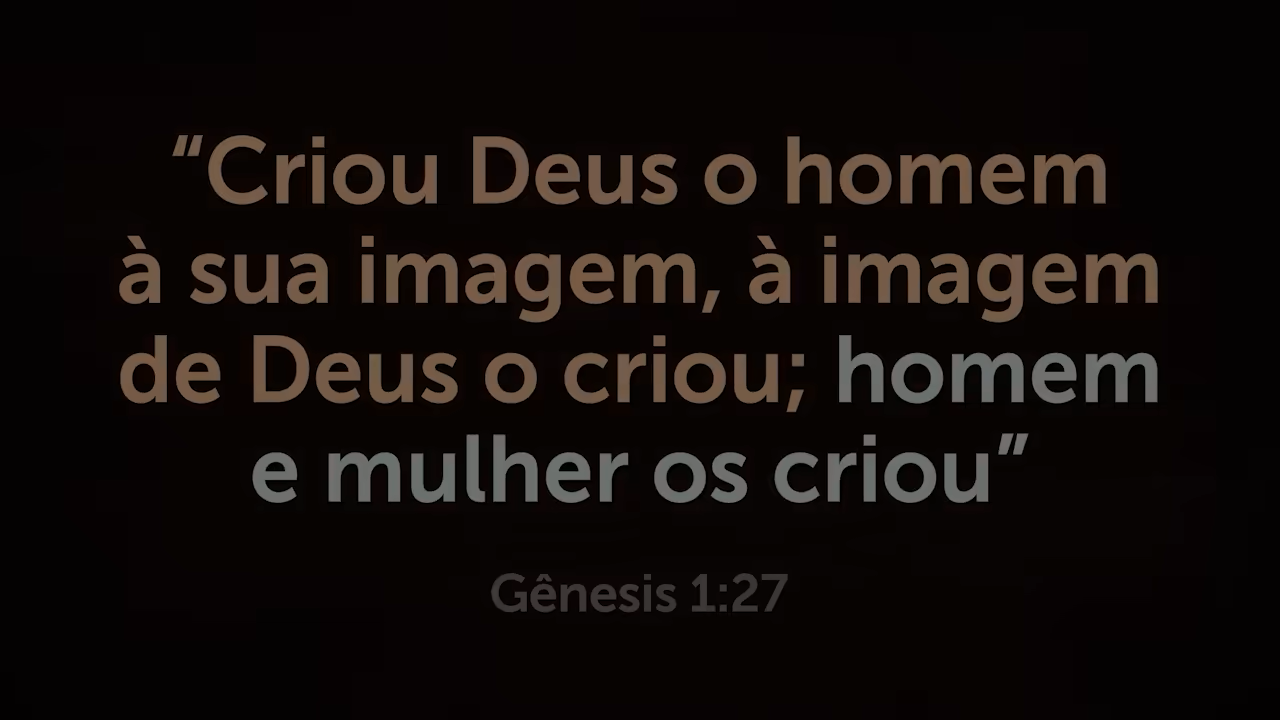 “Criou Deus o homem
à sua imagem, à imagem
de Deus o criou; homem
e mulher os criou”
Gênesis 1:27